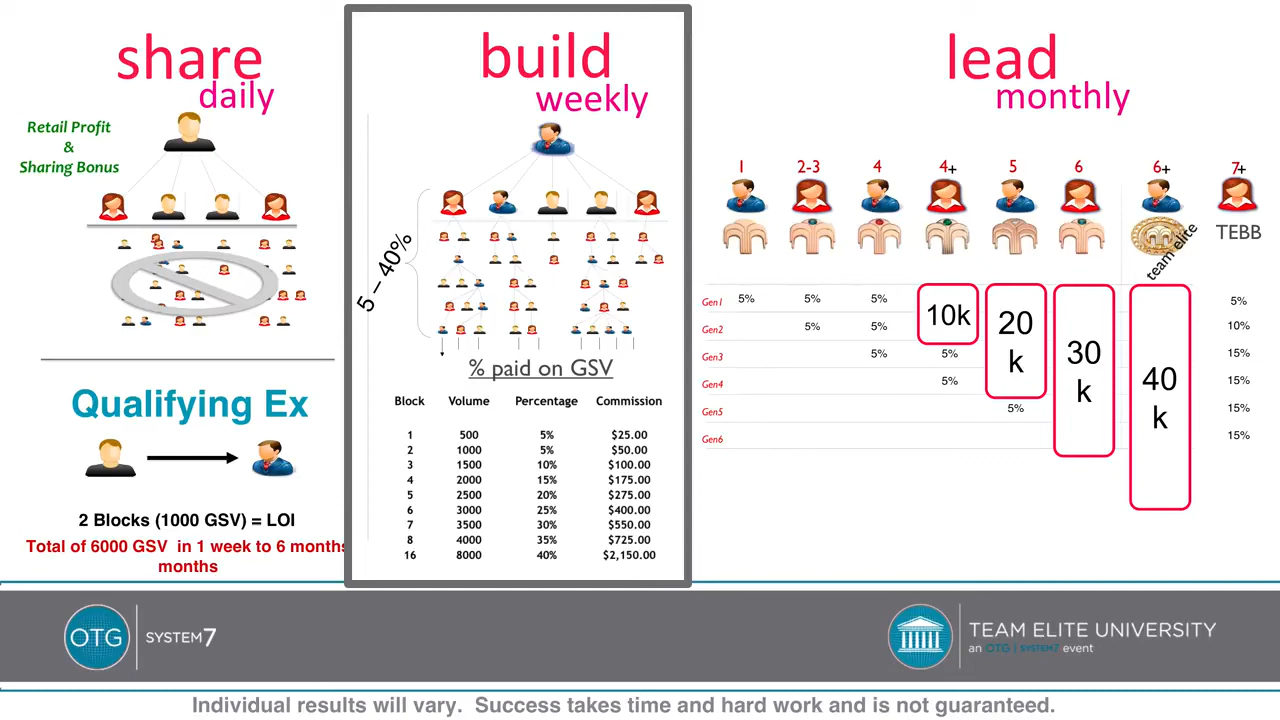 share
daily
Retail Profit
&
Sharing Bonus
Qualifying Ex
2 Blocks (1000 GSV) = LOI
Total of 6000 GSV in 1 week to 6 months
months
build
weekly
5 – 40%
% paid on GSV
Block Volume Percentage Commission
1 500 5% $25.00
2 1000 5% $50.00
3 1500 10% $100.00
4 2000 15% $175.00
5 2500 20% $275.00
6 3000 25% $400.00
7 3500 30% $550.00
8 4000 35% $725.00
16 8000 40% $2,150.00
lead
monthly
1 2-3 4 4+ 5 6 6+ 7+
team elite
TEBB
Gen1 5% 5% 5% 5%
Gen2 5% 5% 10%
Gen3 5% 5% 15%
Gen4 5% 15%
Gen5 5% 15%
Gen6 15%
10k
20
k
30
k
40
k
OTG SYSTEM7
TEAM ELITE UNIVERSITY
an OTG | SYSTEM7 event
Individual results will vary. Success takes time and hard work and is not guaranteed.